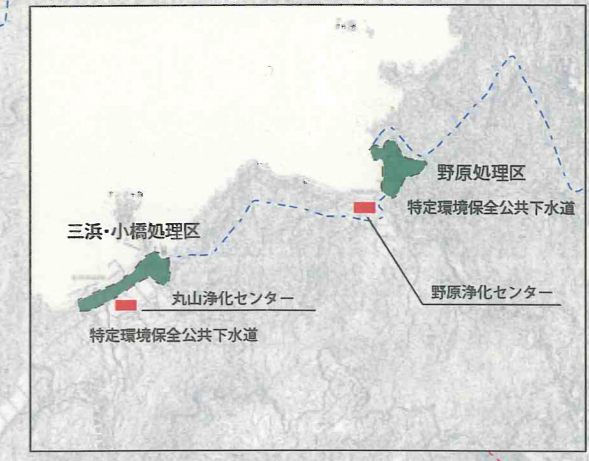 野原処理区
特定環境保全公共下水道
三浜・小橋処理区
丸山浄化センター
野原浄化センター
特定環境保全公共下水道